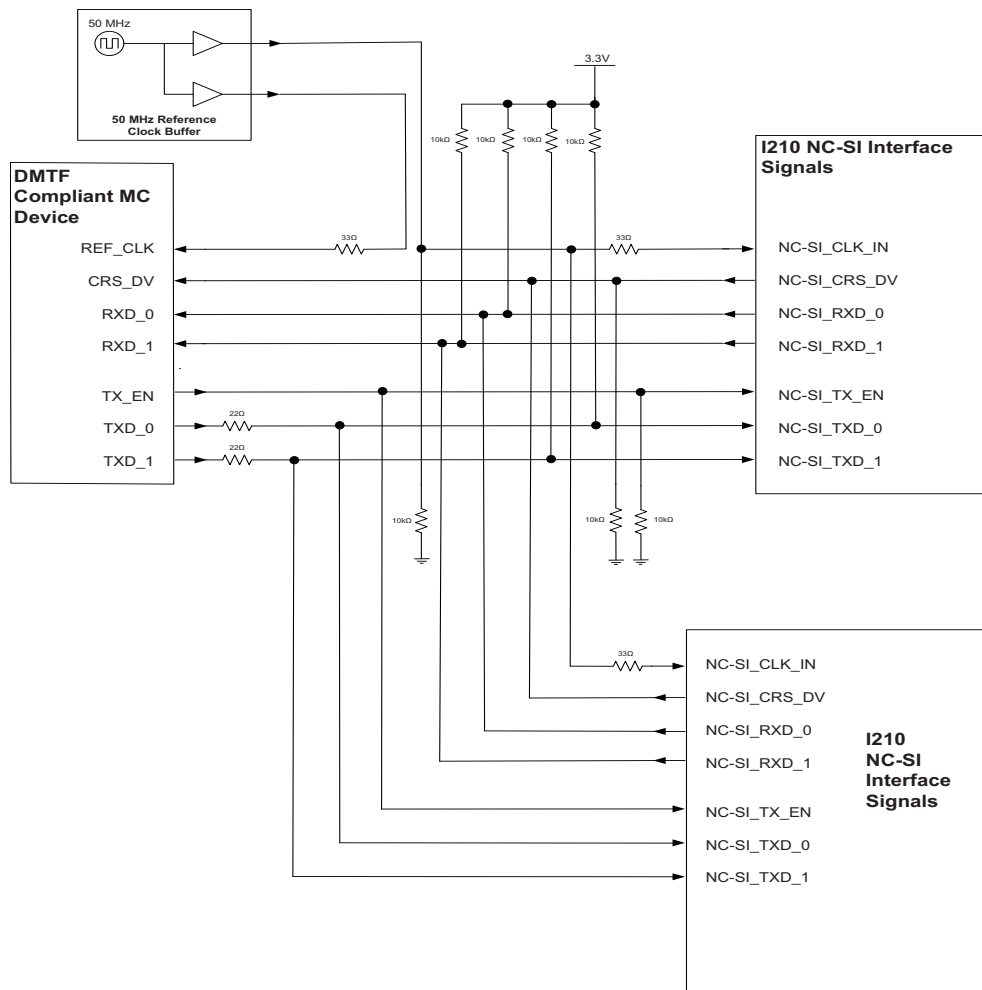 50 MHz
50 MHz Reference
Clock Buffer
3.3V
10kΩ
10kΩ
10kΩ
10kΩ
DMTF
Compliant MC
Device
REF_CLK
CRS_DV
RXD_0
RXD_1
TX_EN
TXD_0
TXD_1
33Ω
33Ω
22Ω
22Ω
I210 NC-SI Interface
Signals
NC-SI_CLK_IN
NC-SI_CRS_DV
NC-SI_RXD_0
NC-SI_RXD_1
NC-SI_TX_EN
NC-SI_TXD_0
NC-SI_TXD_1
10kΩ
10kΩ
10kΩ
33Ω
NC-SI_CLK_IN
NC-SI_CRS_DV
NC-SI_RXD_0
NC-SI_RXD_1
NC-SI_TX_EN
NC-SI_TXD_0
NC-SI_TXD_1
I210
NC-SI
Interface
Signals